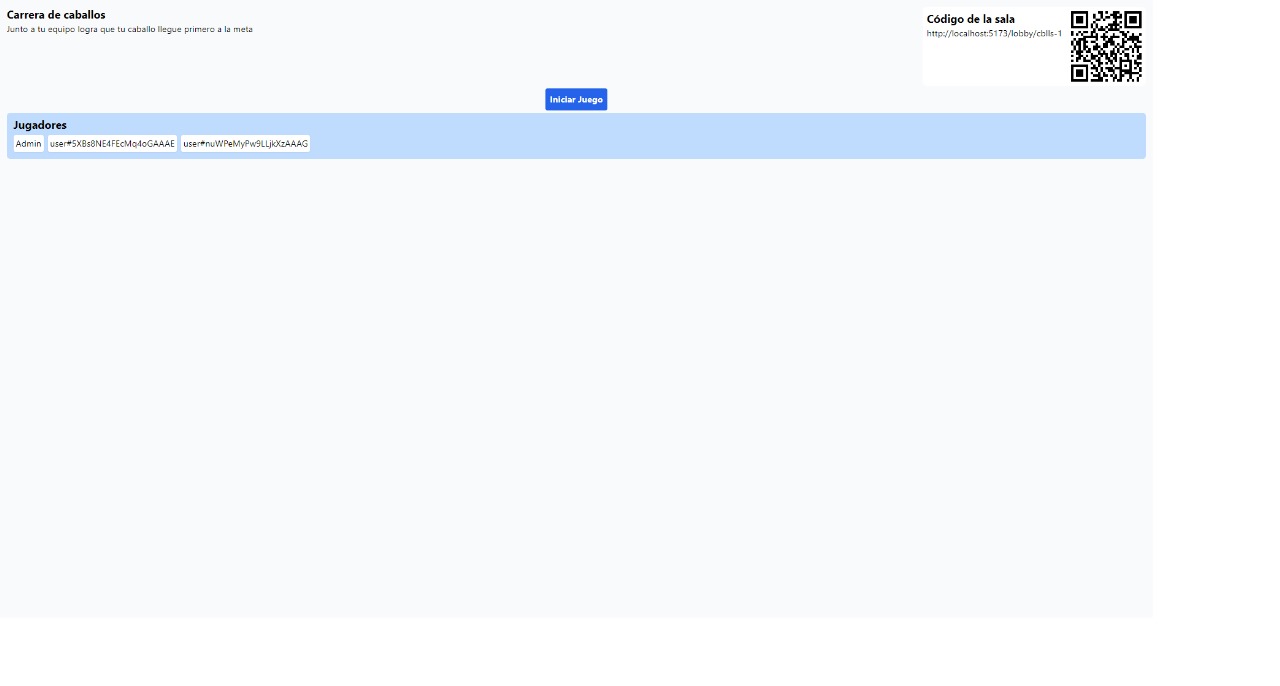 Carrera de caballos
Junto a tu equipo logra que tu caballo llegue primero a la meta
Código de la sala
http://localhost:5173/lobby/cblls-1
Iniciar Juego
Jugadores
Admin user#5XBs8NE4FEcMq4oGAAAE user#nuWPeMyPw9LLjkXzAAAG